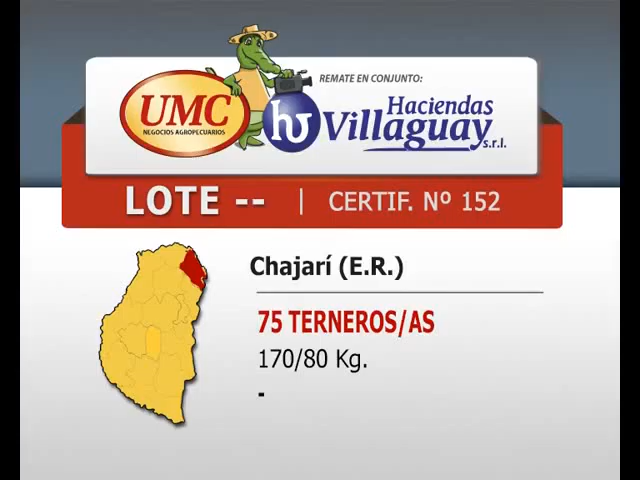 REMATE EN CONJUNTO:
UMC
NEGOCIOS AGROPECUARIOS
hv Haciendas
Villaguay s.r.l.
LOTE -- | CERTIF. Nº 152
Chajarí (E.R.)
75 TERNEROS/AS
170/80 Kg.
-